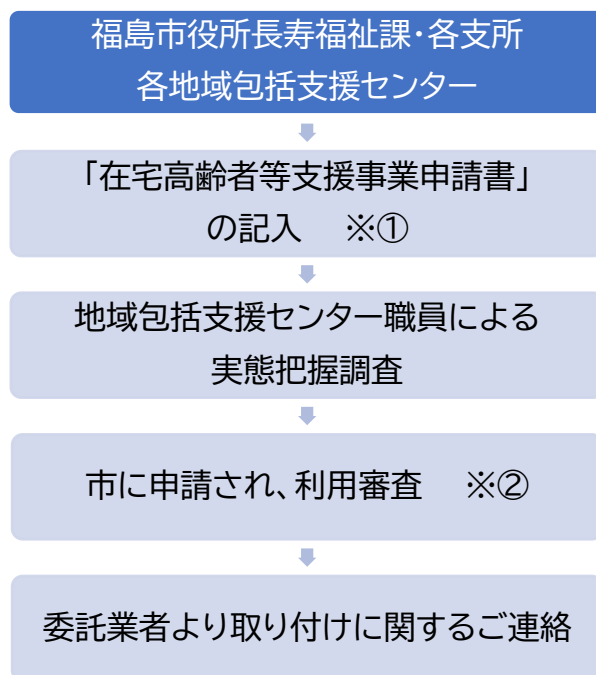 福島市役所長寿福祉課・各支所
各地域包括支援センター
「在宅高齢者等支援事業申請書」
の記入　※①
地域包括支援センター職員による
実態把握調査
市に申請され、利用審査　※②
委託業者より取り付けに関するご連絡